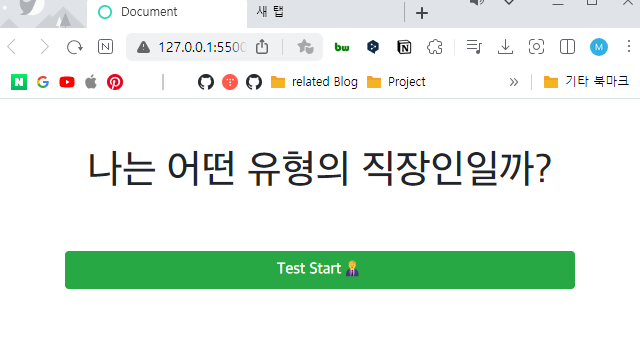 Document
새 탭
127.0.0.1:550
related Blog
Project
기타 북마크
나는 어떤 유형의 직장인일까?
Test Start